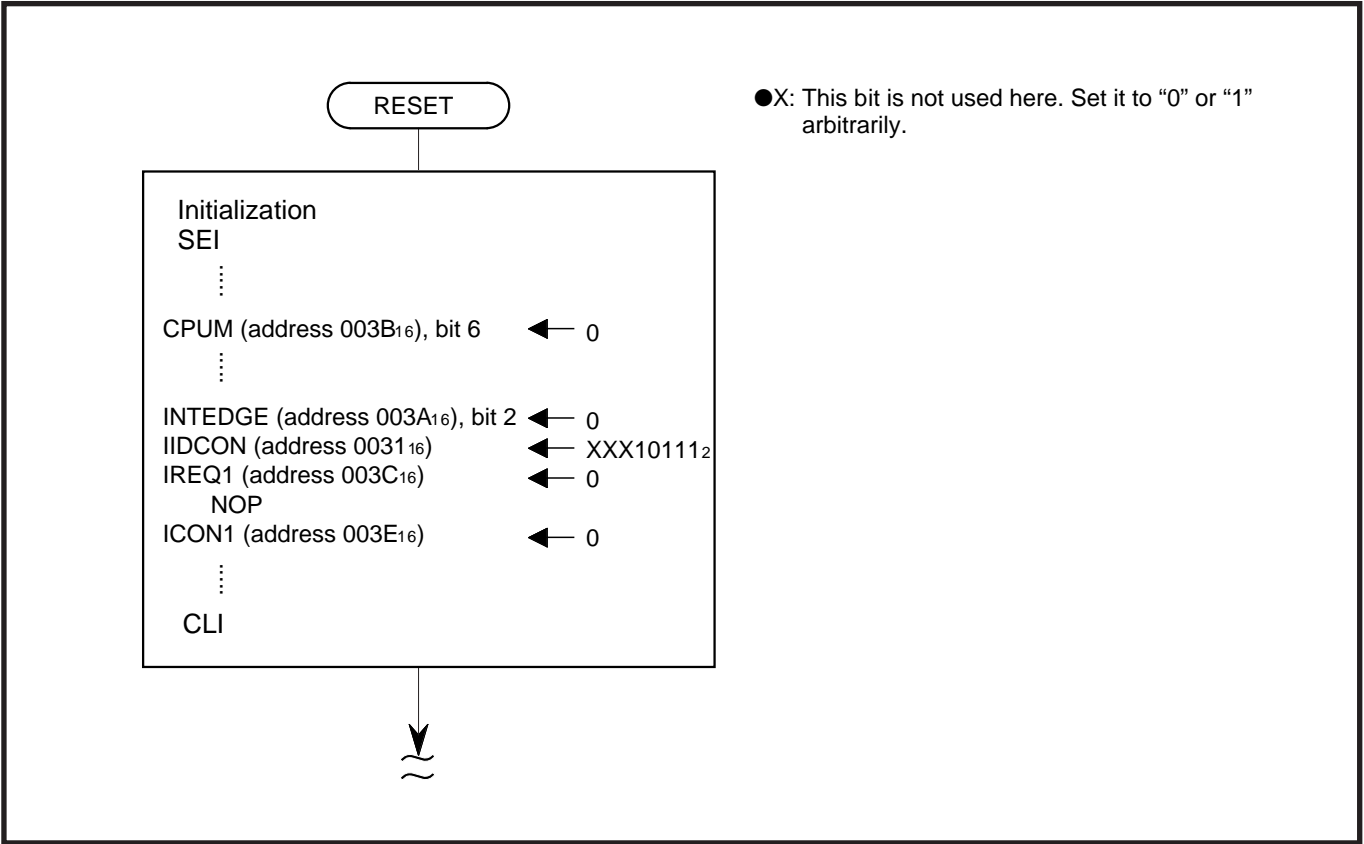 RESET
●X: This bit is not used here. Set it to “0” or “1”
arbitrarily.
Initialization
SEI
CPUM (address 003B16), bit 6 0
INTEDGE (address 003A16), bit 2 0
IIDCON (address 003116) XXX101112
IREQ1 (address 003C16) 0
NOP
ICON1 (address 003E16) 0
CLI